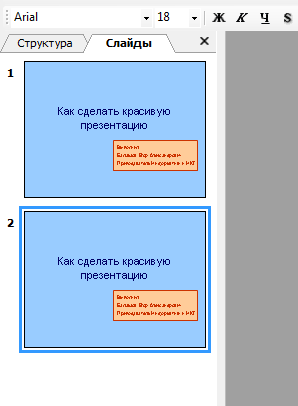 Arial 18 Ж К Ч S
Структура Слайды
1
Как сделать красивую
презентацию
2
Как сделать красивую
презентацию